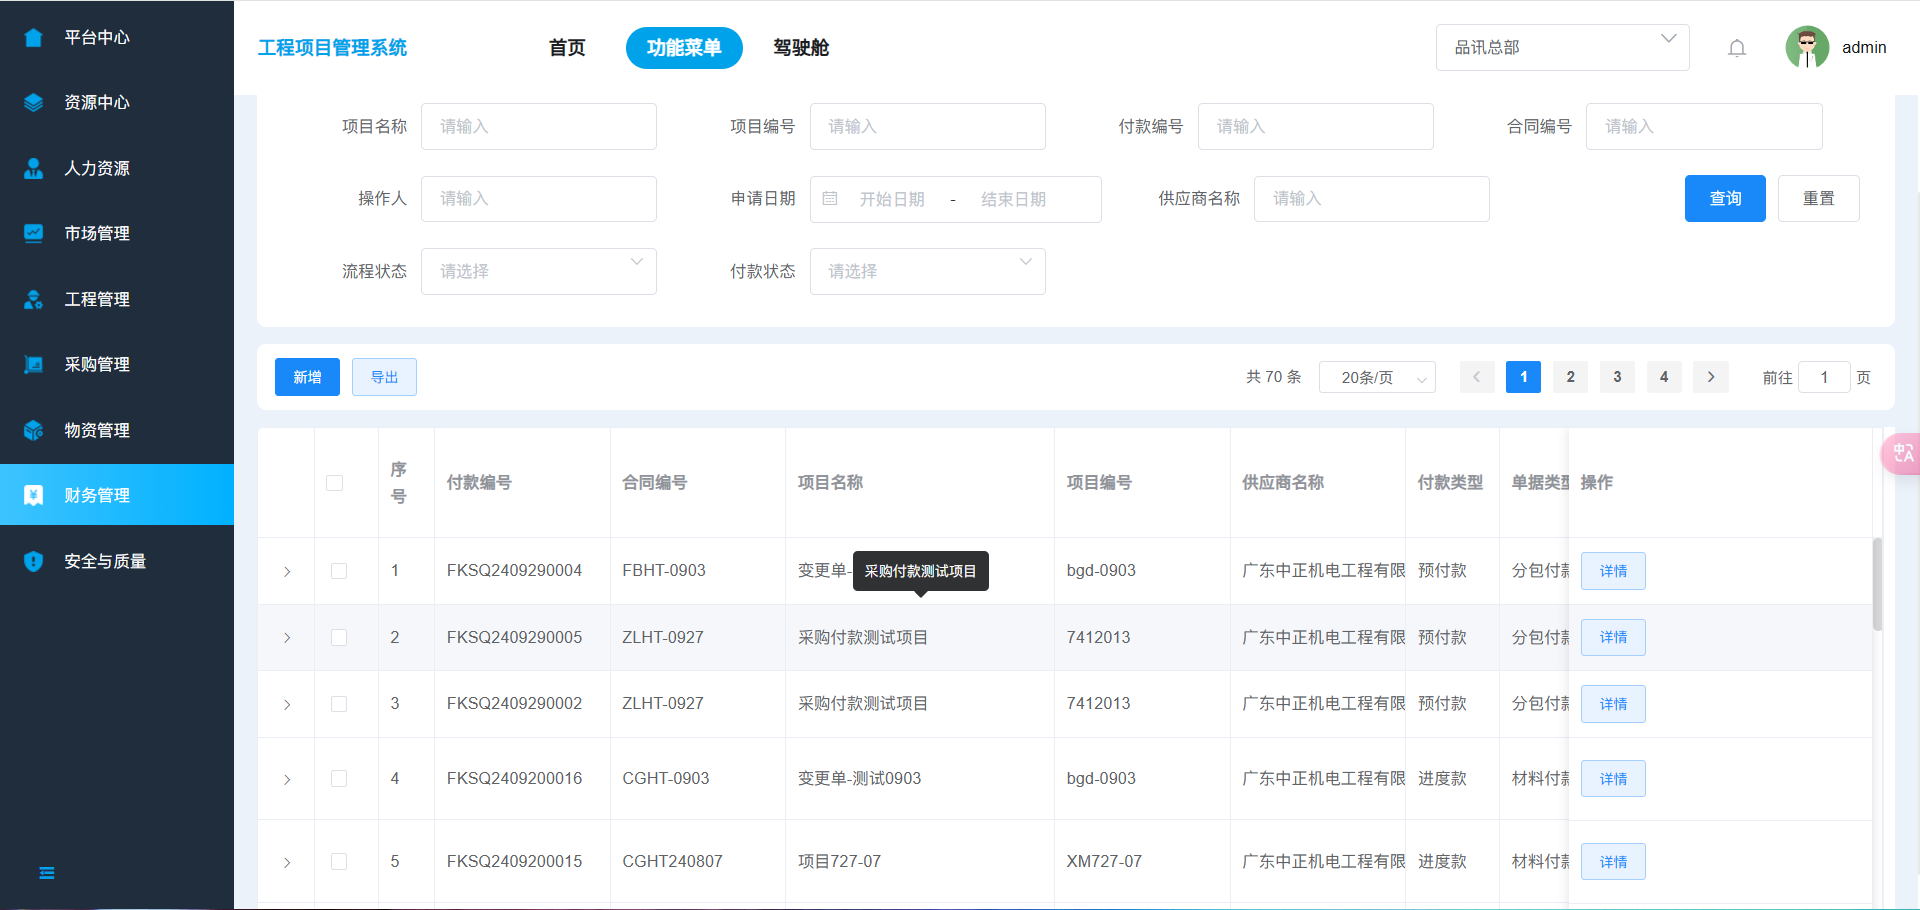 平台中心
资源中心
人力资源
市场管理
工程管理
采购管理
物资管理
财务管理
安全与质量
工程项目管理系统 首页 功能菜单 驾驶舱 品讯总部 admin
项目名称 请输入 项目编号 请输入 付款编号 请输入 合同编号 请输入
操作人 请输入 申请日期 开始日期 - 结束日期 供应商名称 请输入 查询 重置
流程状态 请选择 付款状态 请选择
新增 导出 共 70 条 20条/页 1 2 3 4 前往 1 页
序号 付款编号 合同编号 项目名称 项目编号 供应商名称 付款类型 单据类型 操作
1 FKSQ2409290004 FBHT-0903 变更单- bgd-0903 广东中正机电工程有限 预付款 分包付款 详情
采购付款测试项目
2 FKSQ2409290005 ZLHT-0927 采购付款测试项目 7412013 广东中正机电工程有限 预付款 分包付款 详情
3 FKSQ2409290002 ZLHT-0927 采购付款测试项目 7412013 广东中正机电工程有限 预付款 分包付款 详情
4 FKSQ2409200016 CGHT-0903 变更单-测试0903 bgd-0903 广东中正机电工程有限 进度款 材料付款 详情
5 FKSQ2409200015 CGHT240807 项目727-07 XM727-07 广东中正机电工程有限 进度款 材料付款 详情